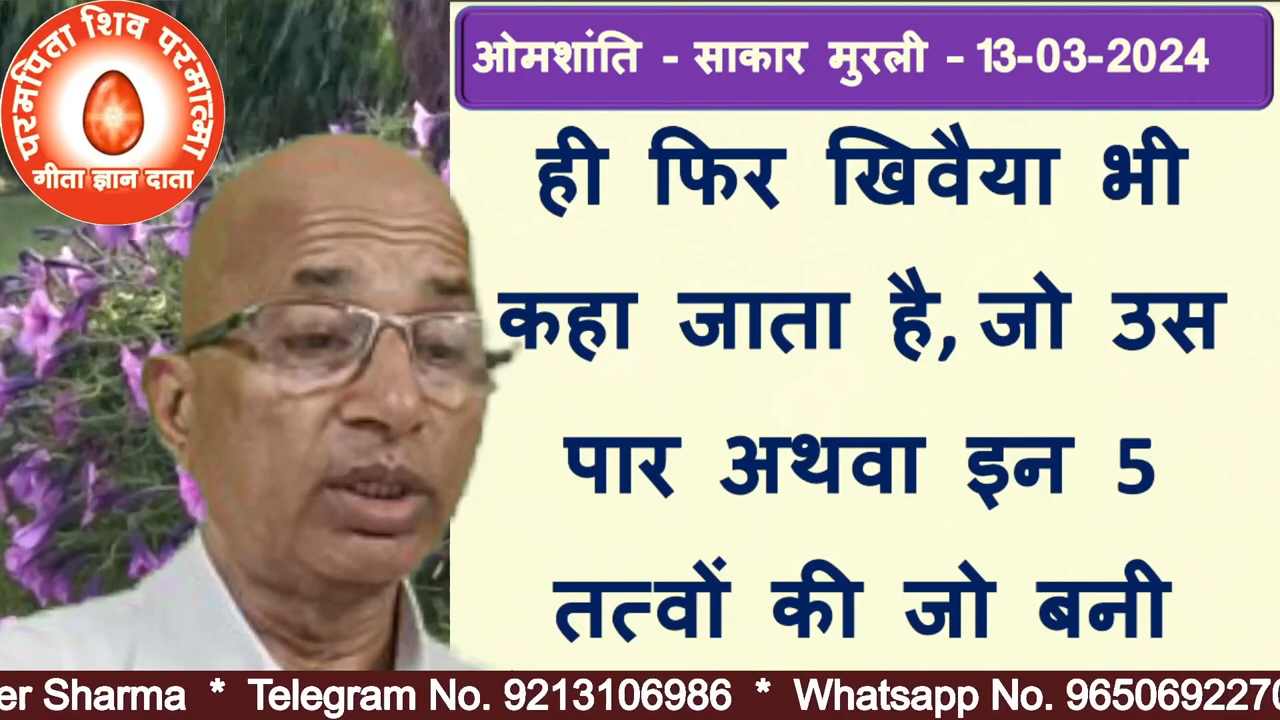 परमपिता शिव परमात्मा
गीता ज्ञान दाता
ओमशांति - साकार मुरली - 13-03-2024
ही फिर खिवैया भी
कहा जाता है, जो उस
पार अथवा इन 5
तत्वों की जो बनी
er Sharma * Telegram No. 9213106986 * Whatsapp No. 965069227